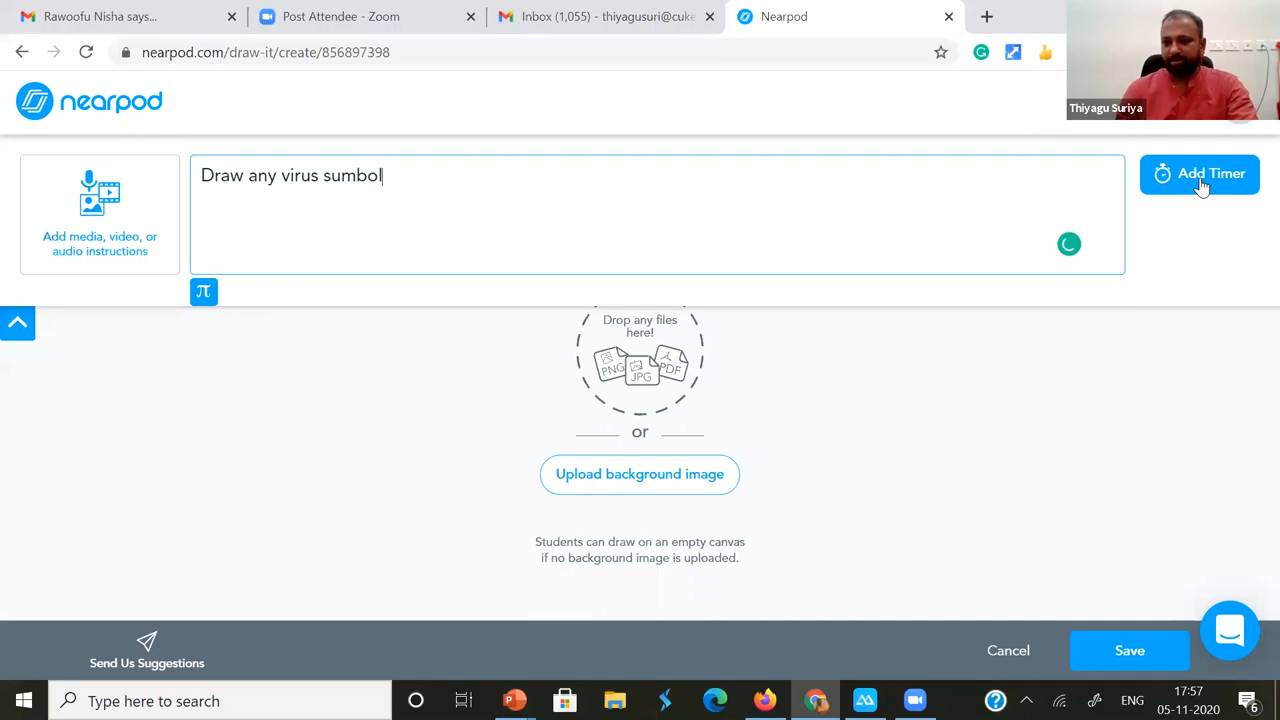 Rawoofu Nisha says...
Post Attendee - Zoom
Inbox (1,055) - thiyagusuri@cuke
Nearpod
nearpod.com/draw-it/create/856897398
Thiyagu Suriya
nearpod
Add media, video, or
audio instructions
Draw any virus sumbol
Add Timer
π
Drop any files
here!
PNG
JPG
PDF
or
Upload background image
Students can draw on an empty canvas
if no background image is uploaded.
Send Us Suggestions
Cancel
Save
Type here to search
ENG
17:57
05-11-2020
6